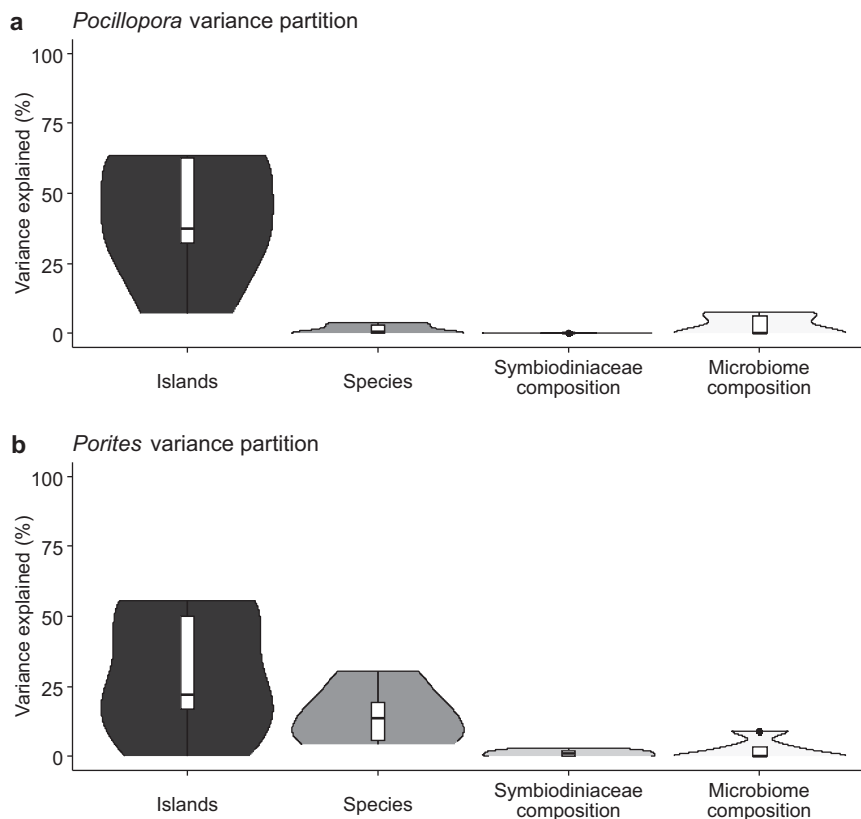 a Pocillopora variance partition
Variance explained (%)
100
75
50
25
0
Islands
Species
Symbiodiniaceae
composition
Microbiome
composition
b Porites variance partition
Variance explained (%)
100
75
50
25
0
Islands
Species
Symbiodiniaceae
composition
Microbiome
composition